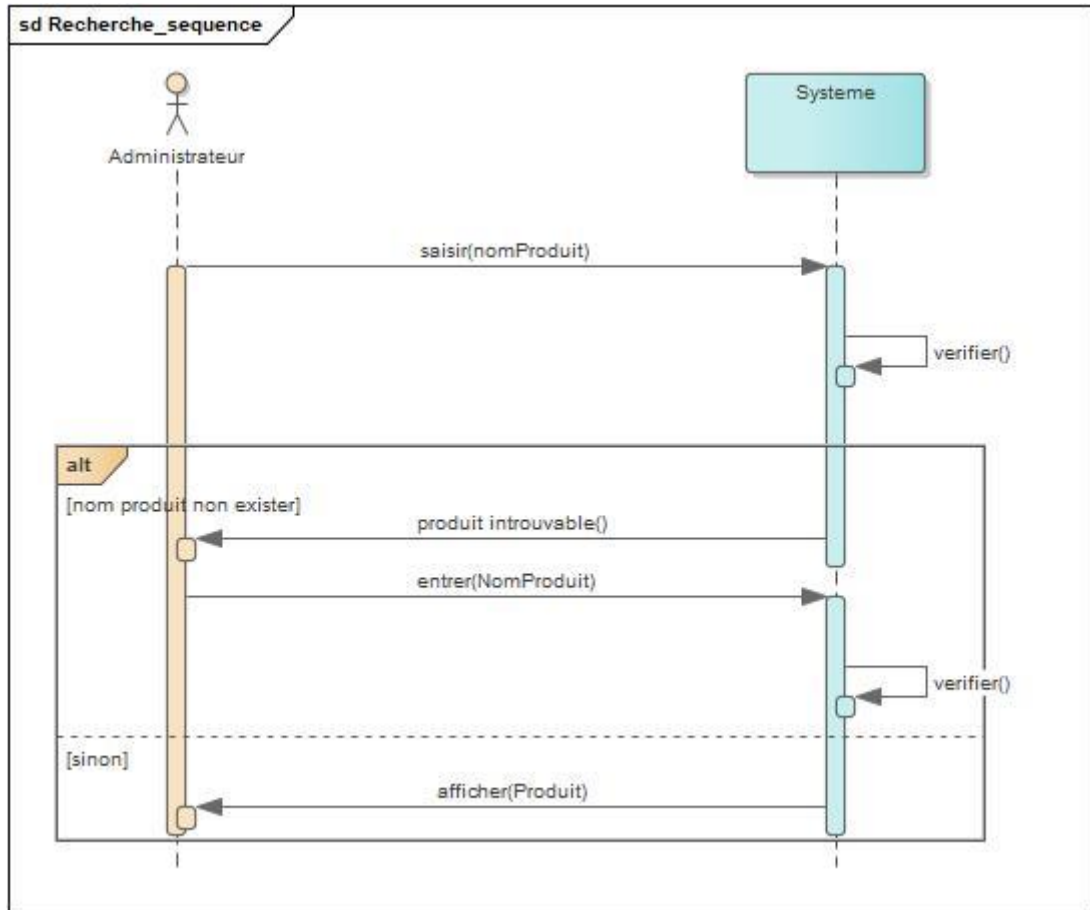 sd Recherche_sequence
Systeme
Administrateur
saisir(nomProduit)
verifier()
alt
[nom produit non exister]
produit introuvable()
entrer(NomProduit)
verifier()
[sinon]
afficher(Produit)